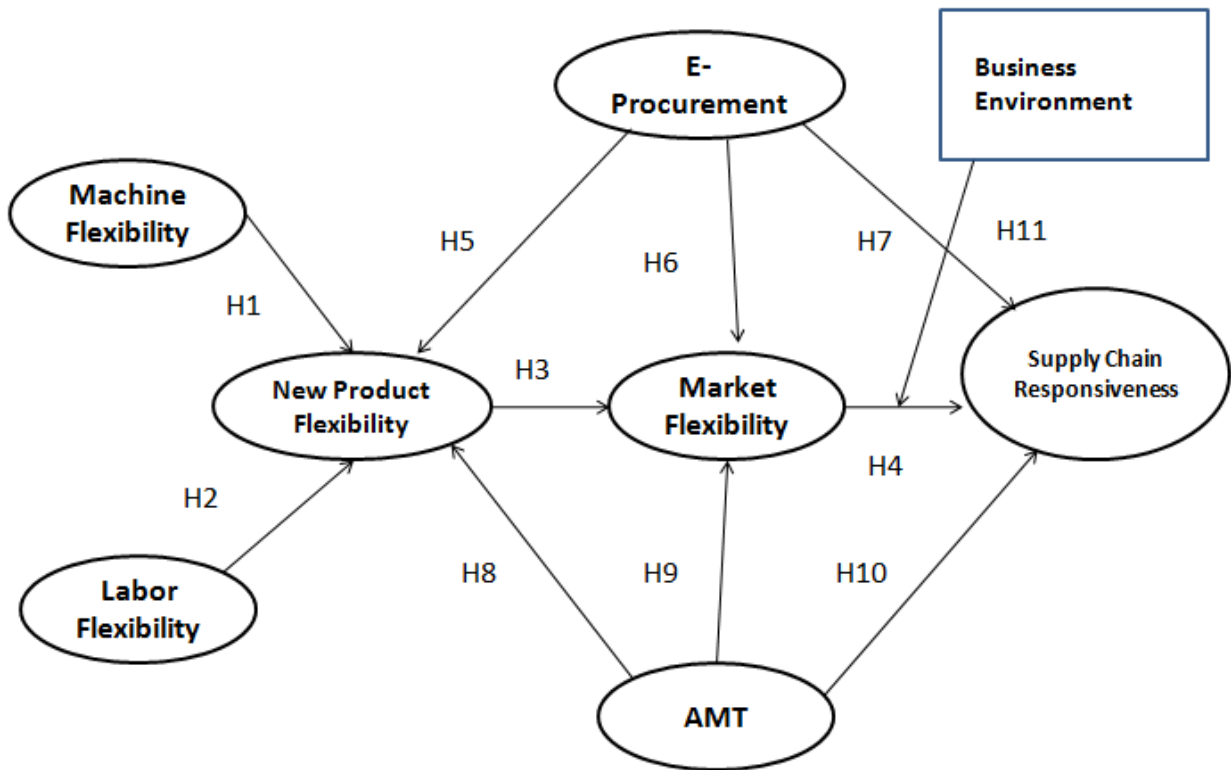 E-
Procurement
Business
Environment
Machine
Flexibility
H5
H6
H7
H11
H1
New Product
Flexibility
H3
Market
Flexibility
Supply Chain
Responsiveness
H4
H2
Labor
Flexibility
H8
H9
H10
AMT